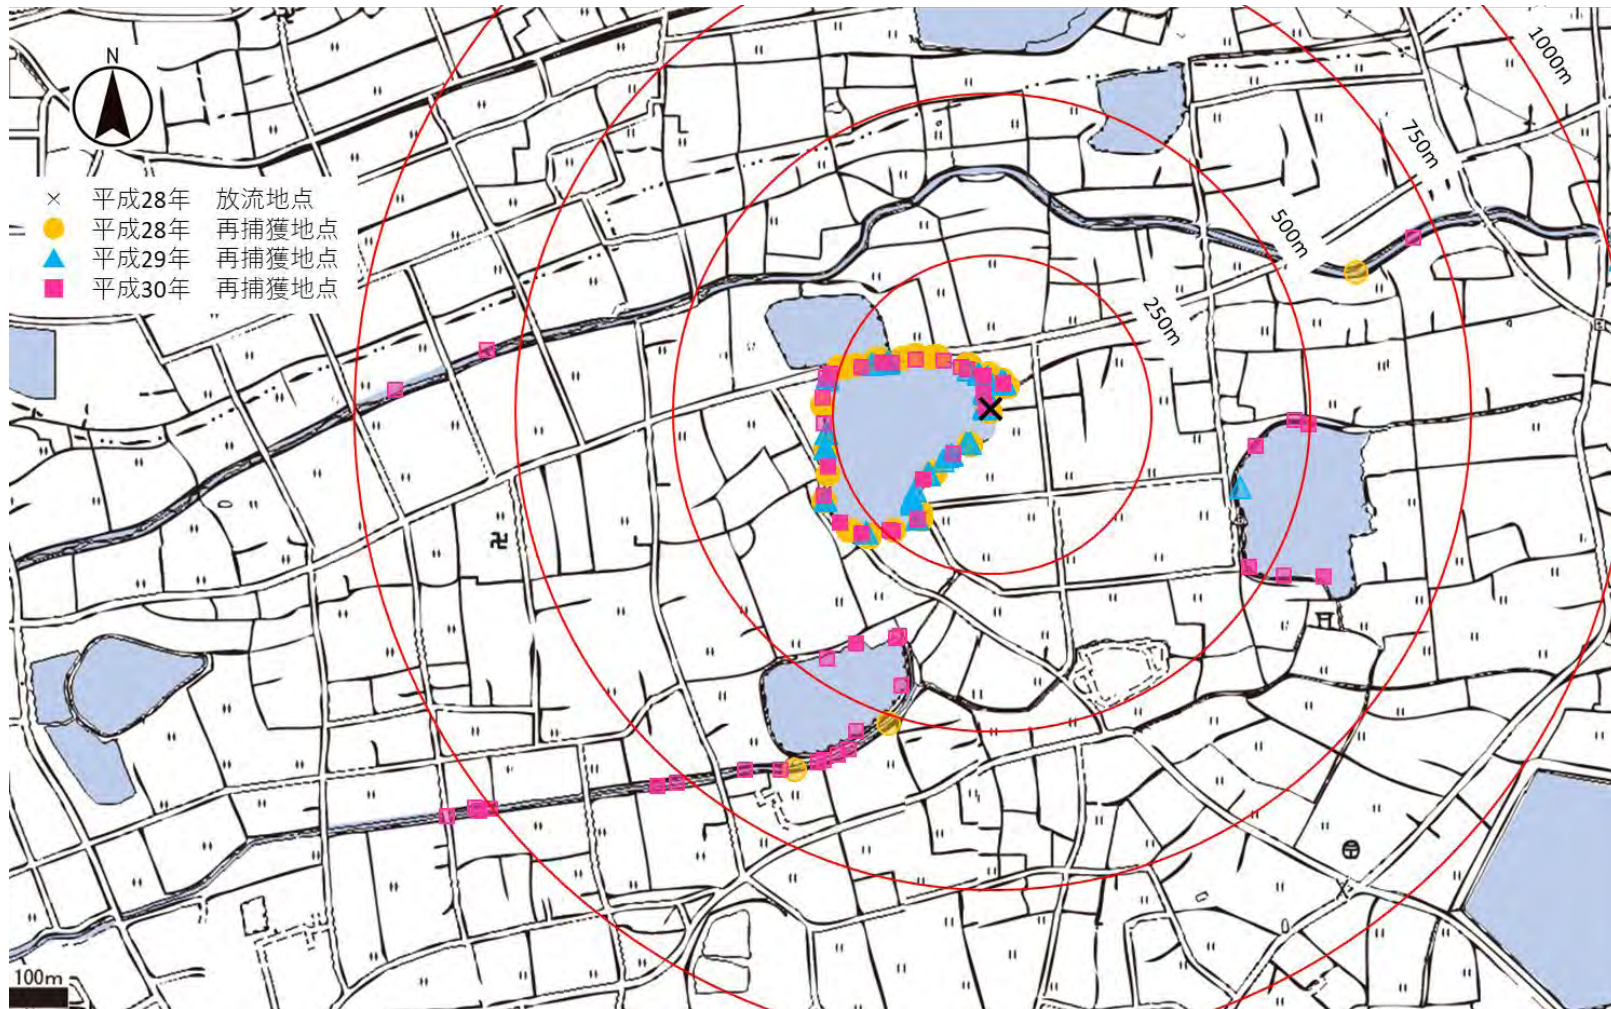 N
× 平成28年 放流地点
平成28年 再捕獲地点
平成29年 再捕獲地点
平成30年 再捕獲地点
1000m
750m
500m
250m
卍
100m